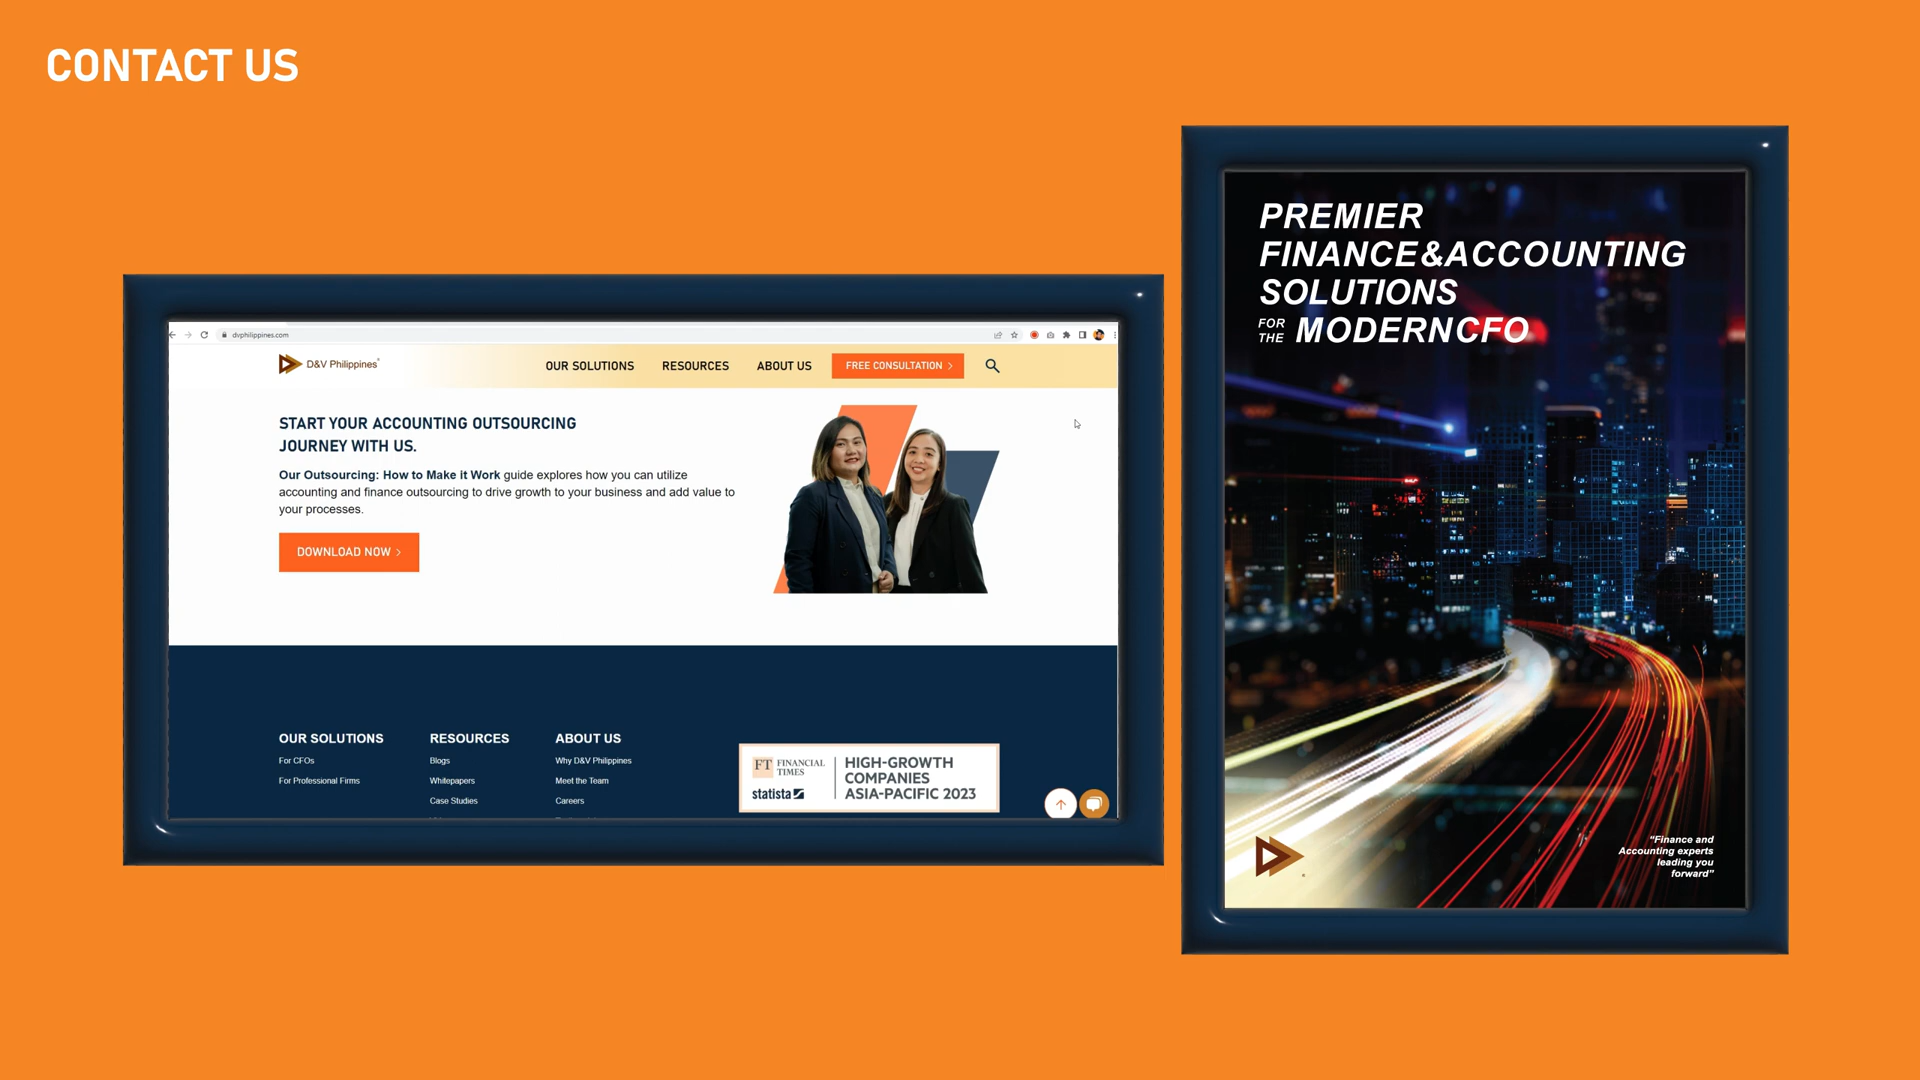 CONTACT US
dvphilippines.com
D&V Philippines®
OUR SOLUTIONS
RESOURCES
ABOUT US
FREE CONSULTATION >
START YOUR ACCOUNTING OUTSOURCING
JOURNEY WITH US.
Our Outsourcing: How to Make it Work guide explores how you can utilize
accounting and finance outsourcing to drive growth to your business and add value to
your processes.
DOWNLOAD NOW >
OUR SOLUTIONS
For CFOs
For Professional Firms
RESOURCES
Blogs
Whitepapers
Case Studies
ABOUT US
Why D&V Philippines
Meet the Team
Careers
FT FINANCIAL
TIMES
statista
HIGH-GROWTH
COMPANIES
ASIA-PACIFIC 2023
PREMIER
FINANCE&ACCOUNTING
SOLUTIONS
FOR
THE
MODERNCFO
"Finance and
Accounting experts
leading you
forward"